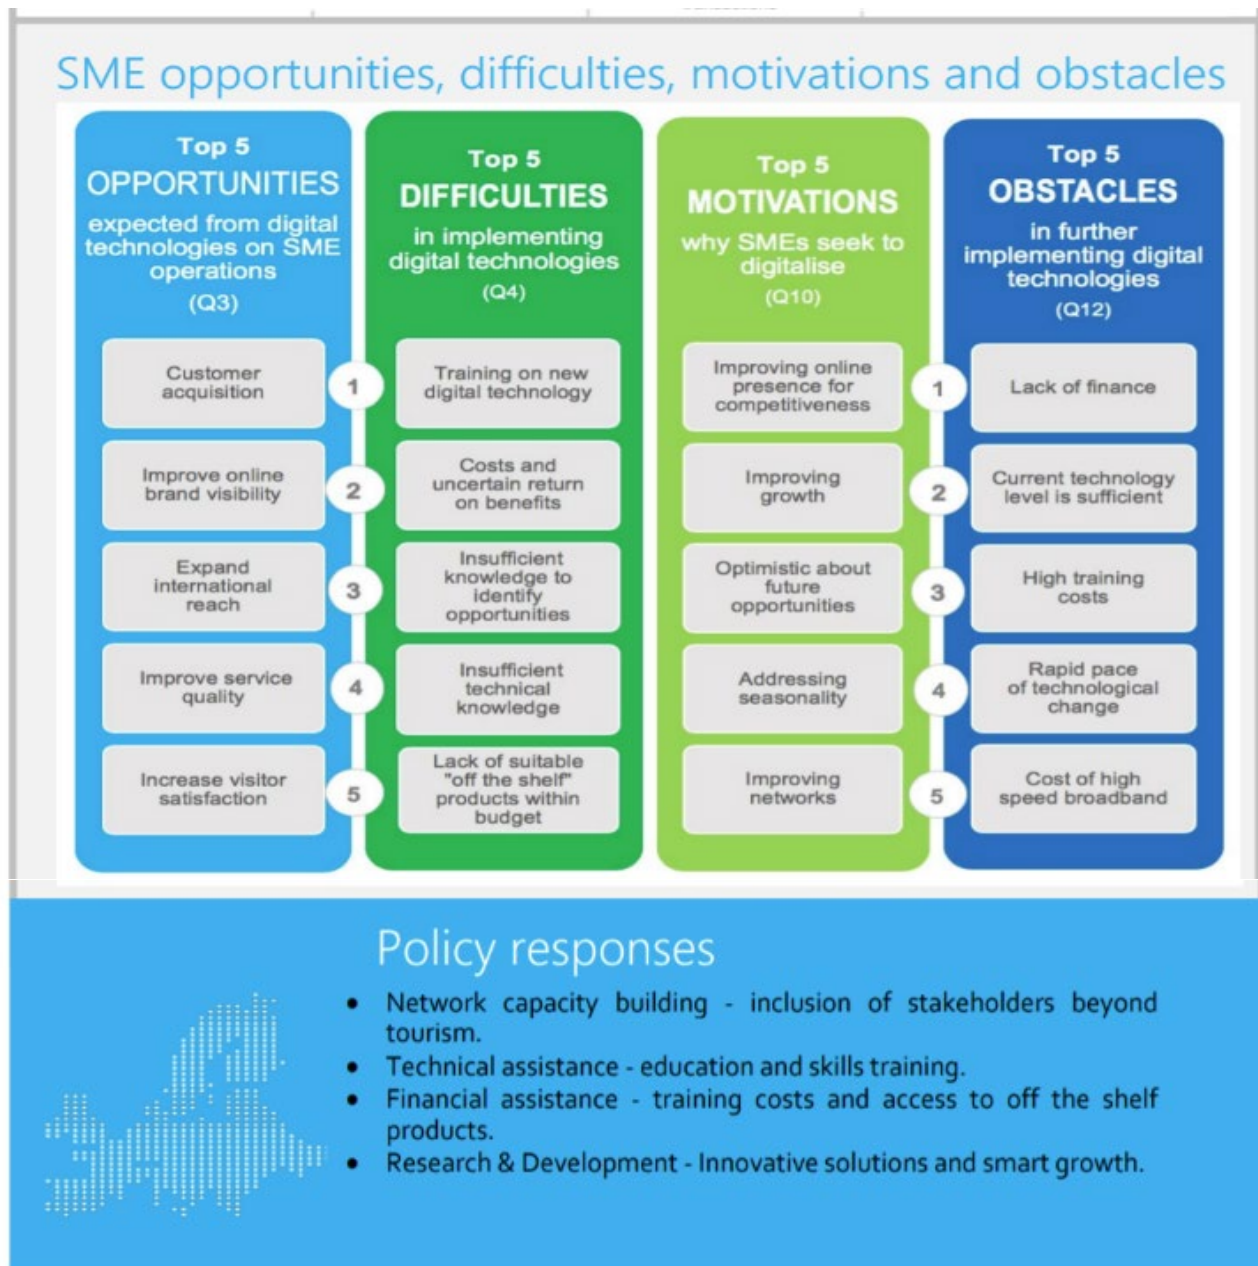 SME opportunities, difficulties, motivations and obstacles
Top 5
OPPORTUNITIES
expected from digital
technologies on SME
operations
(Q3)
Customer
acquisition
1
Improve online
brand visibility
2
Expand
international
reach
3
Improve service
quality
4
Increase visitor
satisfaction
5
Top 5
DIFFICULTIES
in implementing
digital technologies
(Q4)
Training on new
digital technology
Costs and
uncertain return
on benefits
Insufficient
knowledge to
identify
opportunities
Insufficient
technical
knowledge
Lack of suitable
"off the shelf"
products within
budget
Top 5
MOTIVATIONS
why SMEs seek to
digitalise
(Q10)
Improving online
presence for
competitiveness
1
Improving
growth
2
Optimistic about
future
opportunities
3
Addressing
seasonality
4
Improving
networks
5
Top 5
OBSTACLES
in further
implementing digital
technologies
(Q12)
Lack of finance
Current technology
level is sufficient
High training
costs
Rapid pace
of technological
change
Cost of high
speed broadband
Policy responses
• Network capacity building - inclusion of stakeholders beyond
tourism.
• Technical assistance - education and skills training.
• Financial assistance - training costs and access to off the shelf
products.
• Research & Development - Innovative solutions and smart growth.